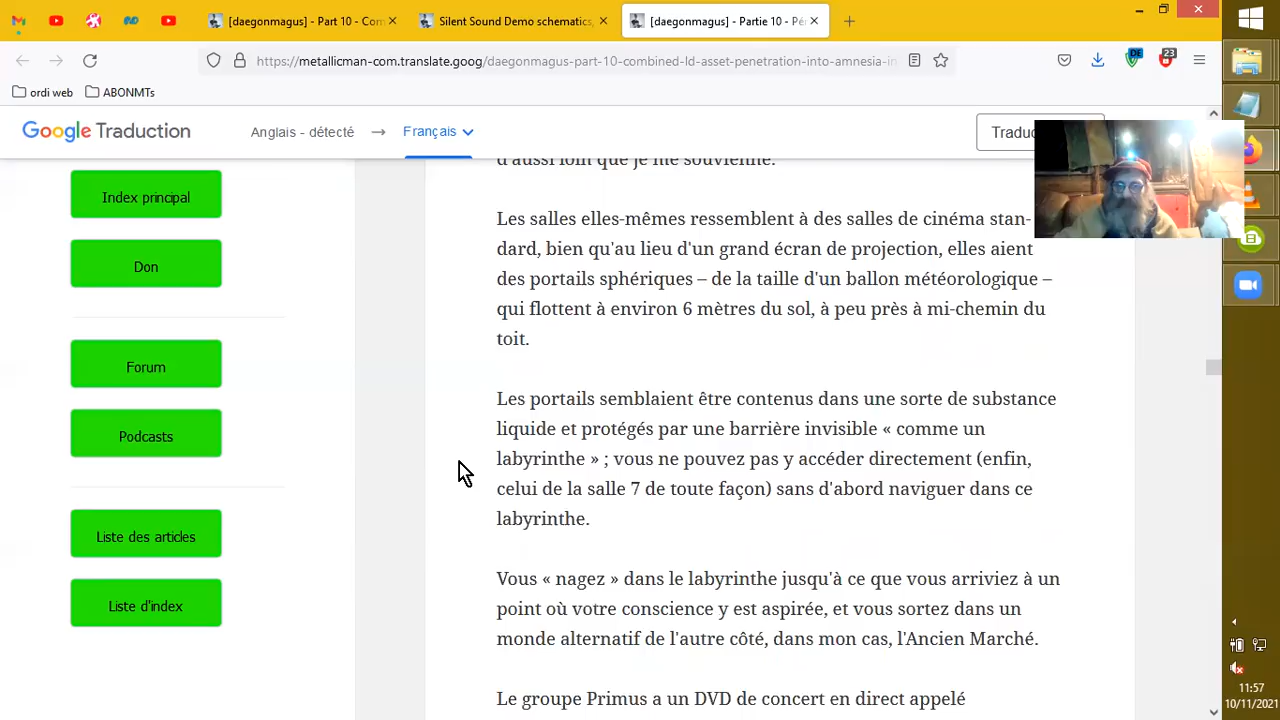 [daegonmagus] - Part 10 - Con
Silent Sound Demo schematics,
[daegonmagus] - Partie 10 - Pé
https://metallicman-com.translate.goog/daegonmagus-part-10-combined-ld-asset-penetration-into-amnesia-in
DE
23
ordi web
ABONMTs
Google Traduction
Anglais - détecté
Français
Traduc
d'aussi loin que je me souvienne.
Index principal
Don
Forum
Podcasts
Liste des articles
Liste d'index
Les salles elles-mêmes ressemblent à des salles de cinéma stan-
dard, bien qu'au lieu d'un grand écran de projection, elles aient
des portails sphériques – de la taille d'un ballon météorologique –
qui flottent à environ 6 mètres du sol, à peu près à mi-chemin du
toit.
Les portails semblaient être contenus dans une sorte de substance
liquide et protégés par une barrière invisible « comme un
labyrinthe » ; vous ne pouvez pas y accéder directement (enfin,
celui de la salle 7 de toute façon) sans d'abord naviguer dans ce
labyrinthe.
Vous « nagez » dans le labyrinthe jusqu'à ce que vous arriviez à un
point où votre conscience y est aspirée, et vous sortez dans un
monde alternatif de l'autre côté, dans mon cas, l'Ancien Marché.
Le groupe Primus a un DVD de concert en direct appelé
11:57
10/11/2021